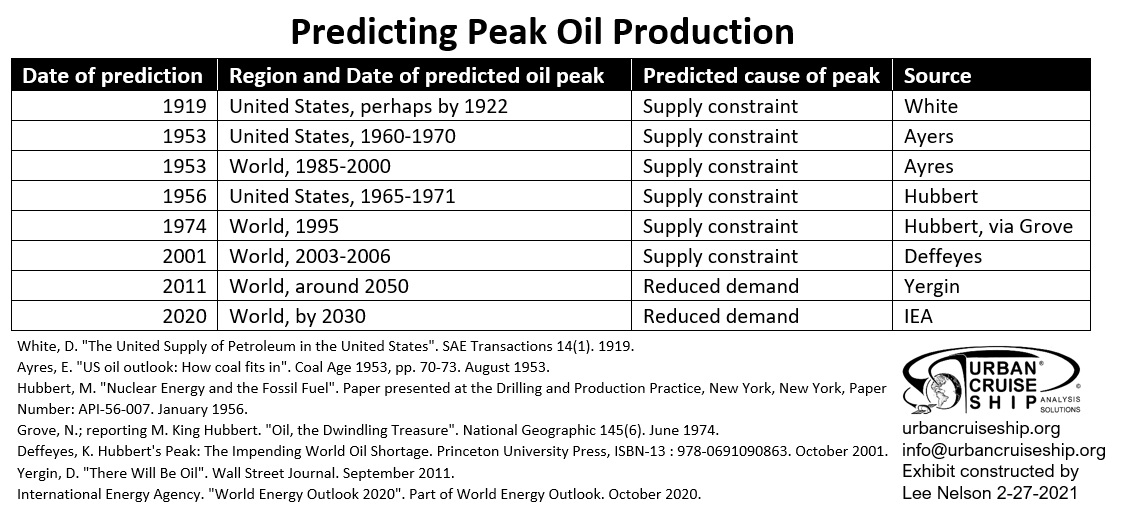 Predicting Peak Oil Production
Date of prediction Region and Date of predicted oil peak Predicted cause of peak Source
1919 United States, perhaps by 1922 Supply constraint White
1953 United States, 1960-1970 Supply constraint Ayers
1953 World, 1985-2000 Supply constraint Ayres
1956 United States, 1965-1971 Supply constraint Hubbert
1974 World, 1995 Supply constraint Hubbert, via Grove
2001 World, 2003-2006 Supply constraint Deffeyes
2011 World, around 2050 Reduced demand Yergin
2020 World, by 2030 Reduced demand IEA
White, D. "The United Supply of Petroleum in the United States". SAE Transactions 14(1). 1919.
Ayres, E. "US oil outlook: How coal fits in". Coal Age 1953, pp. 70-73. August 1953.
Hubbert, M. "Nuclear Energy and the Fossil Fuel". Paper presented at the Drilling and Production Practice, New York, New York, Paper
Number: API-56-007. January 1956.
Grove, N.; reporting M. King Hubbert. "Oil, the Dwindling Treasure". National Geographic 145(6). June 1974.
Deffeyes, K. Hubbert's Peak: The Impending World Oil Shortage. Princeton University Press, ISBN-13 : 978-0691090863. October 2001.
Yergin, D. "There Will Be Oil". Wall Street Journal. September 2011.
International Energy Agency. "World Energy Outlook 2020". Part of World Energy Outlook. October 2020.
URBAN®
CRUISE ©
SHIP ANALYSIS
SOLUTIONS
urbancruiseship.org
info@urbancruiseship.org
Exhibit constructed by
Lee Nelson 2-27-2021